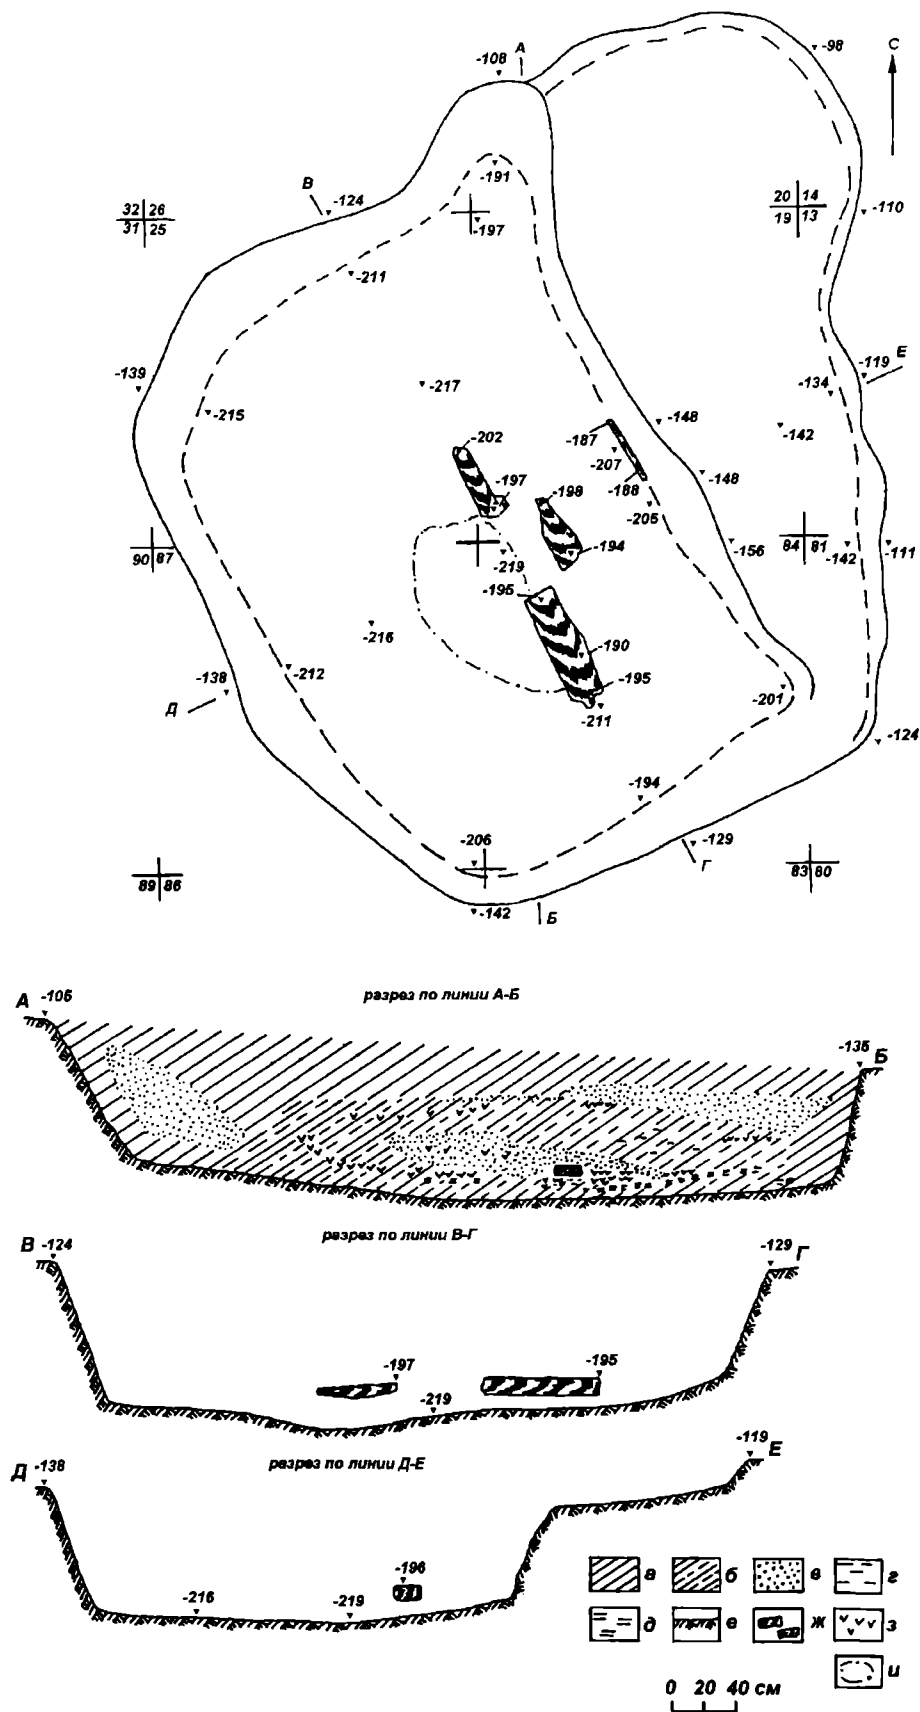 -98
А
-108
С
-191
В
-124
32 26
31 25
-197
20 14
19 13
-110
-211
-119
Е
-139
-134
-217
-215
-148
-142
-202
-187
-207
-197
-148
-188
-198
-205
90 87
-194
-156
84 81
-142
-111
-219
-195
-216
-190
-212
-138
-195
-201
Д
-211
-124
-194
-206
-129
Г
89 86
83 80
-142
Б
А -106 разрез по линии А-Б
-135 Б
разрез по линии В-Г
В -124
-129 Г
-197 -195
-219
разрез по линии Д-Е
-119 Е
Д -138
-196
-216 -219
а б в г
д е ж з
и
0 20 40 см